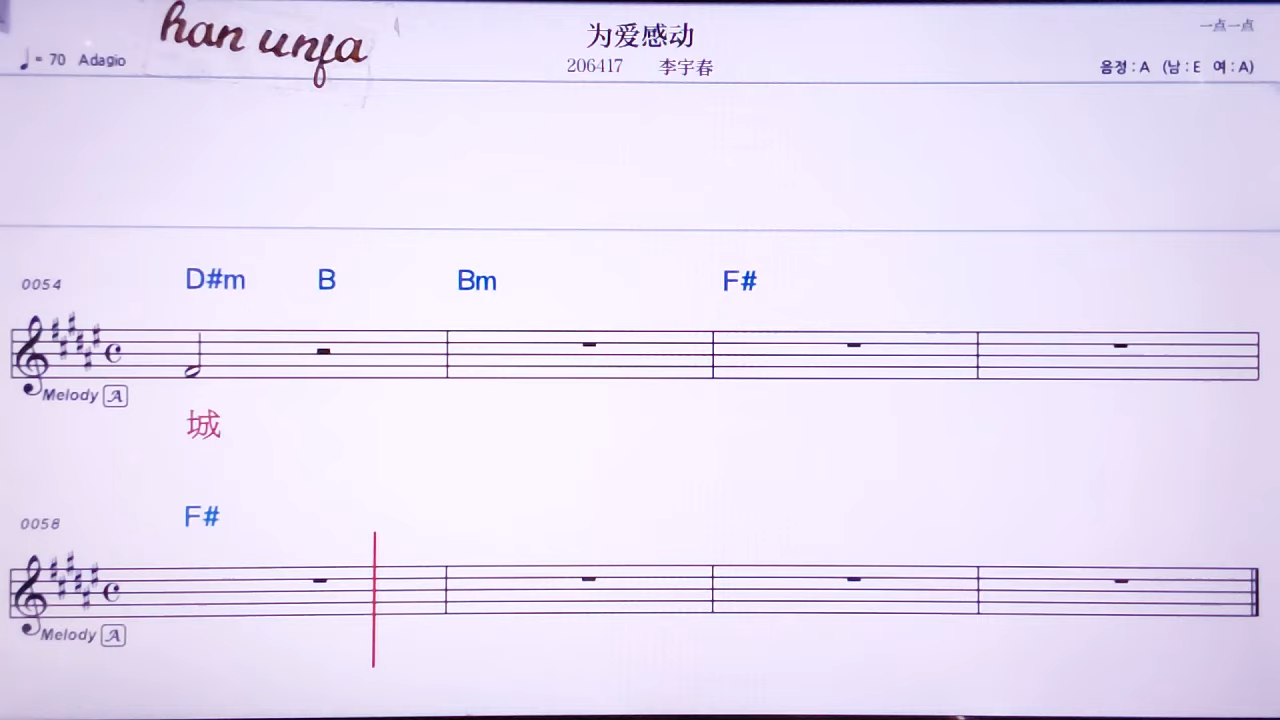 han unfa
为爱感动
一点一点
♩= 70 Adagio
206417 李宇春
음정 : A (남 : E 여 : A)
0054 D#m B Bm F#
Melody A
城
0058 F#
Melody A